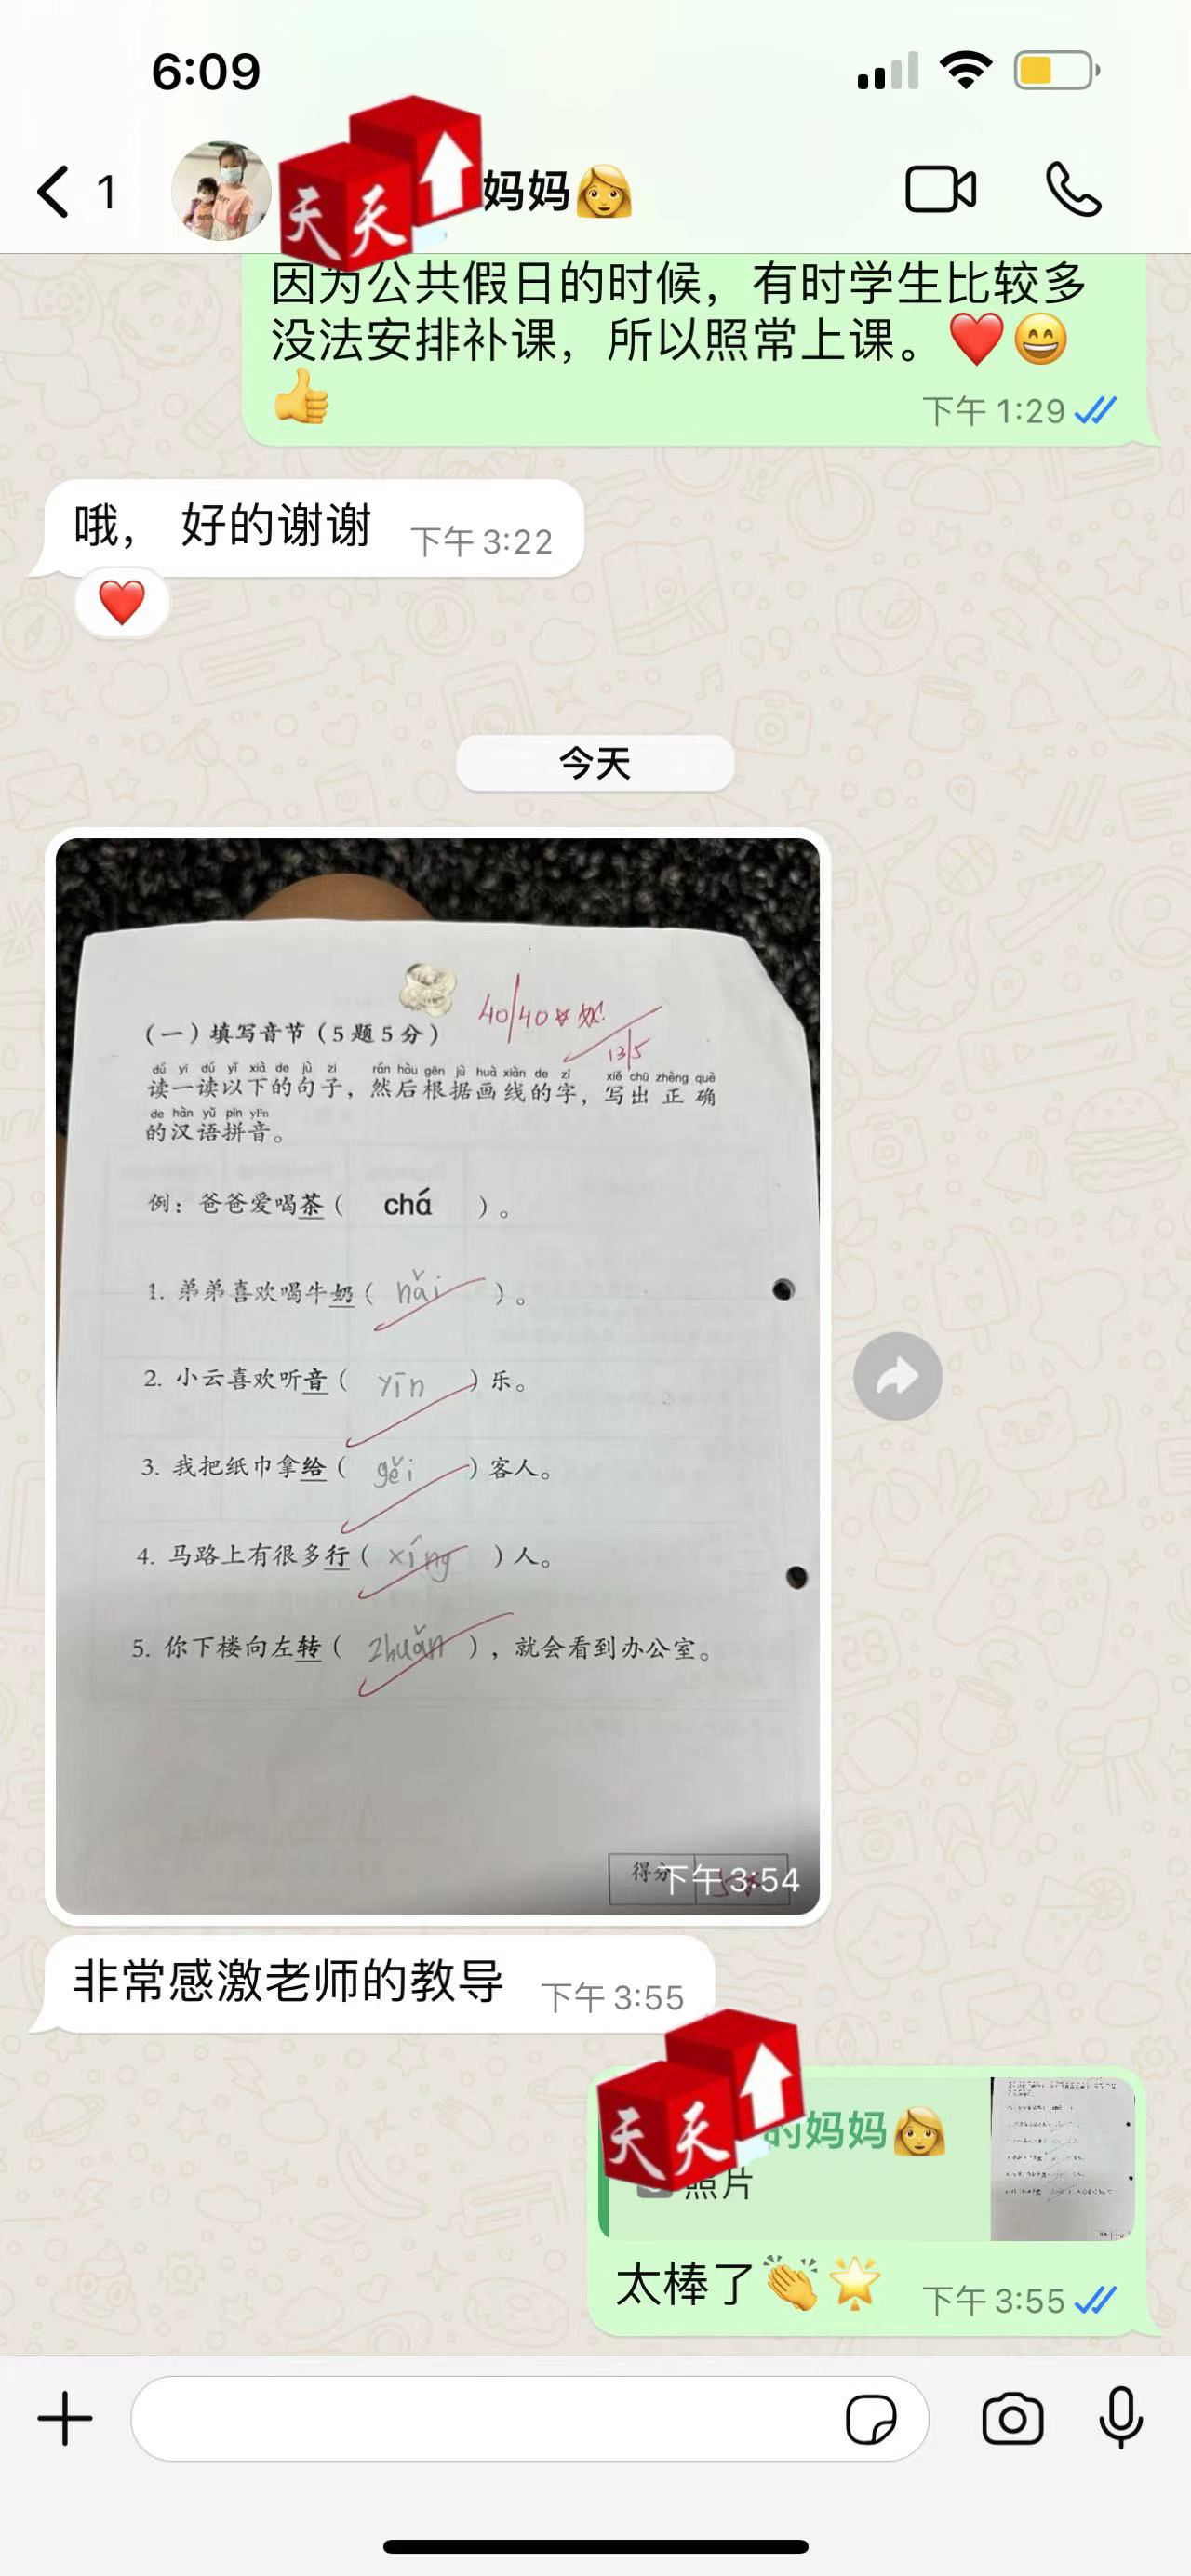 6:09
1
天天
妈妈👩
因为公共假日的时候，有时学生比较多
没法安排补课，所以照常上课。❤️😄
👍
下午 1:29
哦， 好的谢谢 下午 3:22
❤️
今天
40/40
13/5
(一) 填写音节 (5题5分)
dú yi dú yǐ xià de jù zi rán hòu gēn jù huà xiàn de zì xiě chū zhèng què
读一读以下的句子，然后根据画线的字，写出正确
de hàn yǔ pīn yīn
的汉语拼音。
例：爸爸爱喝茶 ( chá )。
1. 弟弟喜欢喝牛奶 ( nǎi )。
2. 小云喜欢听音 ( yīn ) 乐。
3. 我把纸巾拿给 ( gěi ) 客人。
4. 马路上有很多行 ( xíng ) 人。
5. 你下楼向左转 ( zhuǎn )，就会看到办公室。
得分
下午 3:54
非常感激老师的教导 下午 3:55
天天
的妈妈👩
照片
太棒了👏🌟 下午 3:55